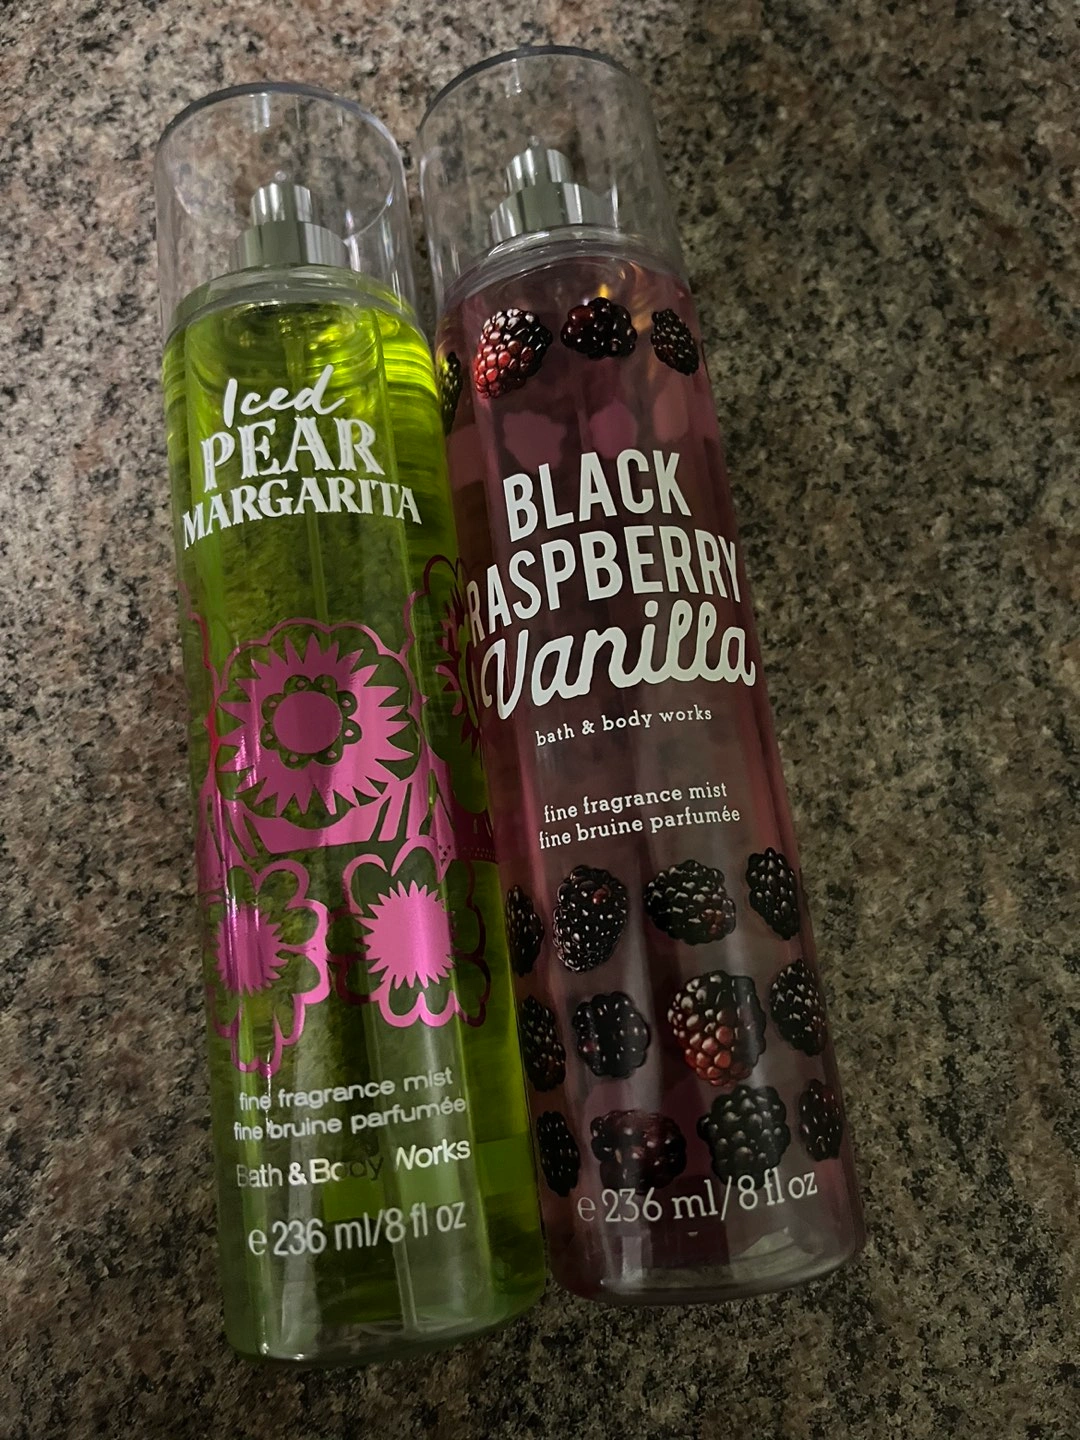 Iced
PEAR
MARGARITA
fine fragrance mist
fine bruine parfumée
Bath & Body Works
e 236 ml/8 fl oz
BLACK
RASPBERRY
Vanilla
bath & body works
fine fragrance mist
fine bruine parfumée
e 236 ml/8 fl oz